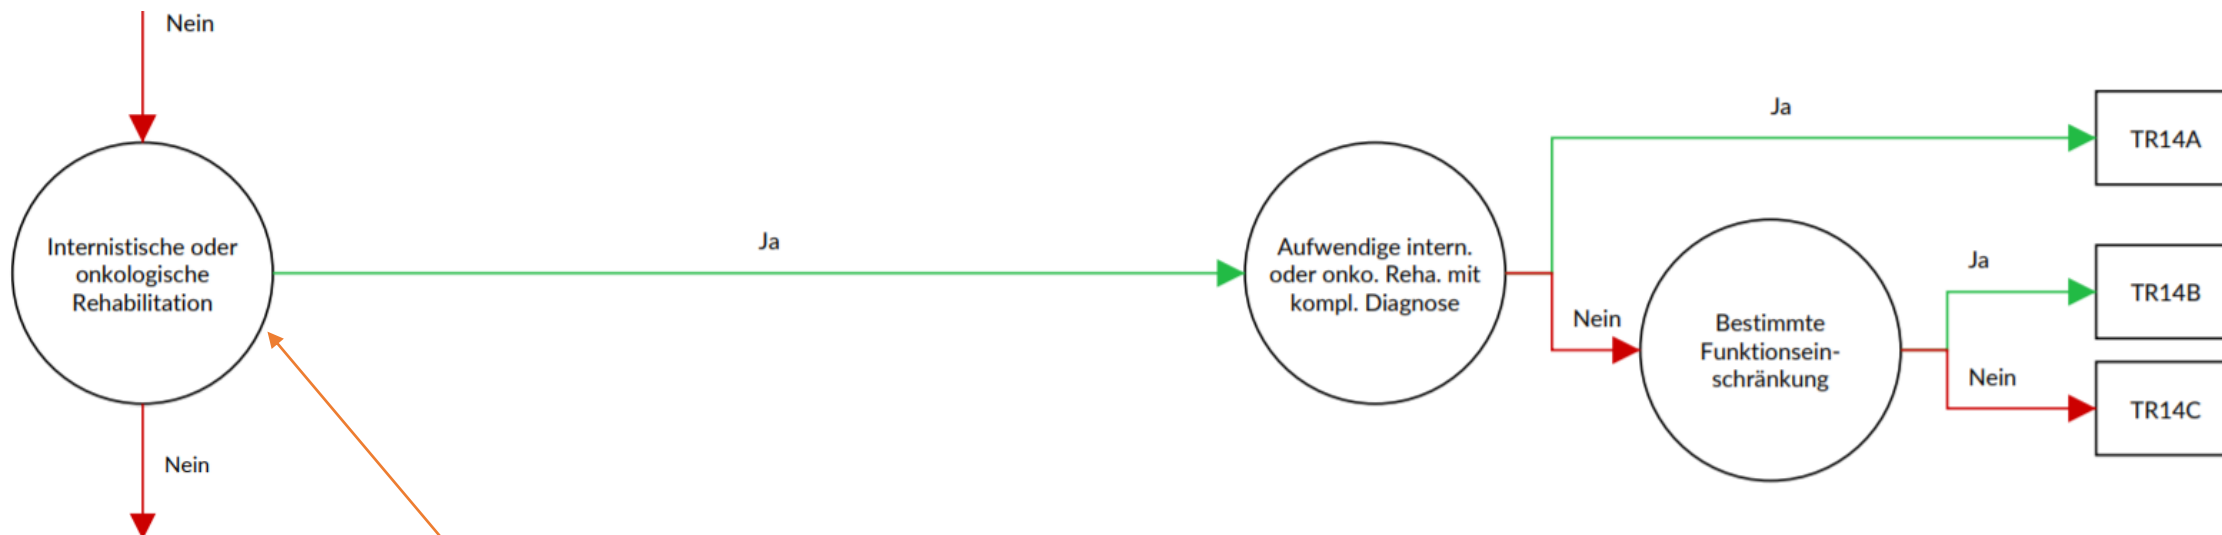 Nein
Internistische oder
onkologische
Rehabilitation
Nein
Ja
Aufwendige intern.
oder onko. Reha. mit
kompl. Diagnose
Ja
TR14A
Nein
Bestimmte
Funktionsein-
schränkung
Ja
TR14B
Nein
TR14C